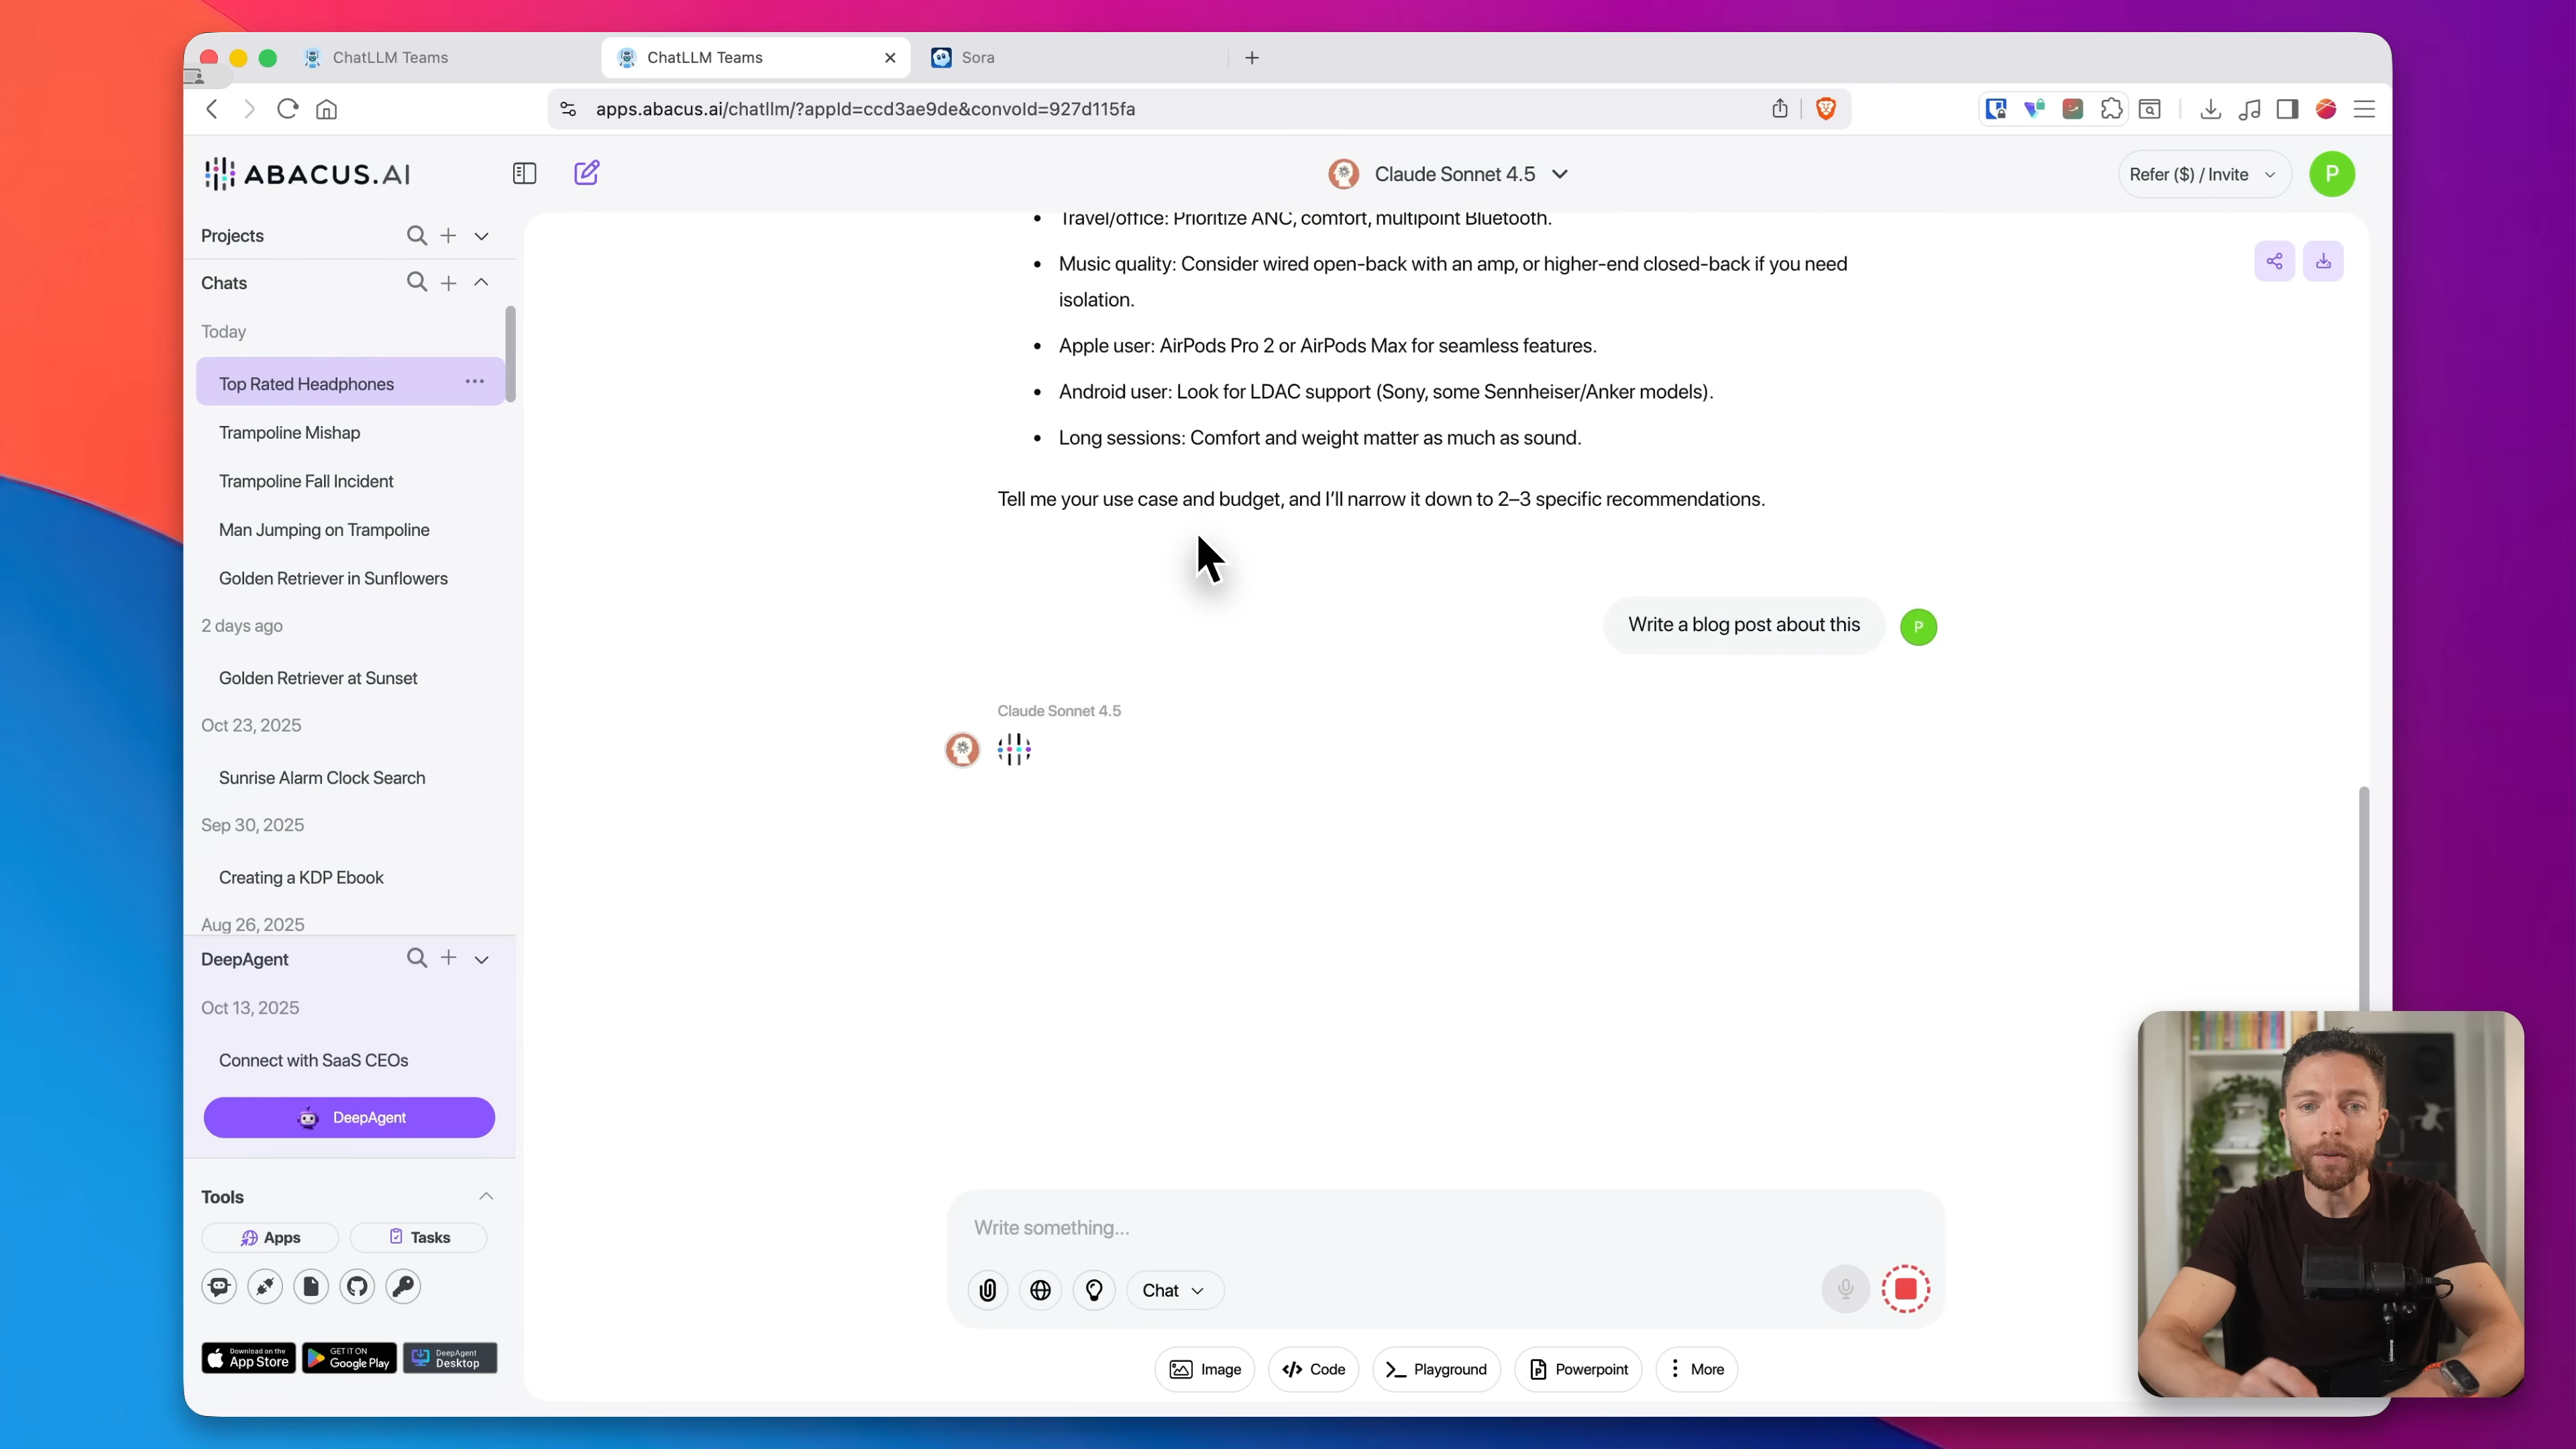 ChatLLM Teams
ChatLLM Teams
Sora
apps.abacus.ai/chatllm/?appId=ccd3ae9de&convoId=927d115fa
ABACUS.AI
Claude Sonnet 4.5
Refer ($) / Invite
P
Projects
Chats
Today
Top Rated Headphones
Trampoline Mishap
Trampoline Fall Incident
Man Jumping on Trampoline
Golden Retriever in Sunflowers
2 days ago
Golden Retriever at Sunset
Oct 23, 2025
Sunrise Alarm Clock Search
Sep 30, 2025
Creating a KDP Ebook
Aug 26, 2025
DeepAgent
Oct 13, 2025
Connect with SaaS CEOs
DeepAgent
Tools
Apps
Tasks
Download on the
App Store
GET IT ON
Google Play
DeepAgent
Desktop
• Travel/office: Prioritize ANC, comfort, multipoint Bluetooth.
• Music quality: Consider wired open-back with an amp, or higher-end closed-back if you need
isolation.
• Apple user: AirPods Pro 2 or AirPods Max for seamless features.
• Android user: Look for LDAC support (Sony, some Sennheiser/Anker models).
• Long sessions: Comfort and weight matter as much as sound.
Tell me your use case and budget, and I'll narrow it down to 2–3 specific recommendations.
Write a blog post about this
P
Claude Sonnet 4.5
Write something...
Chat
Image
Code
Playground
Powerpoint
More